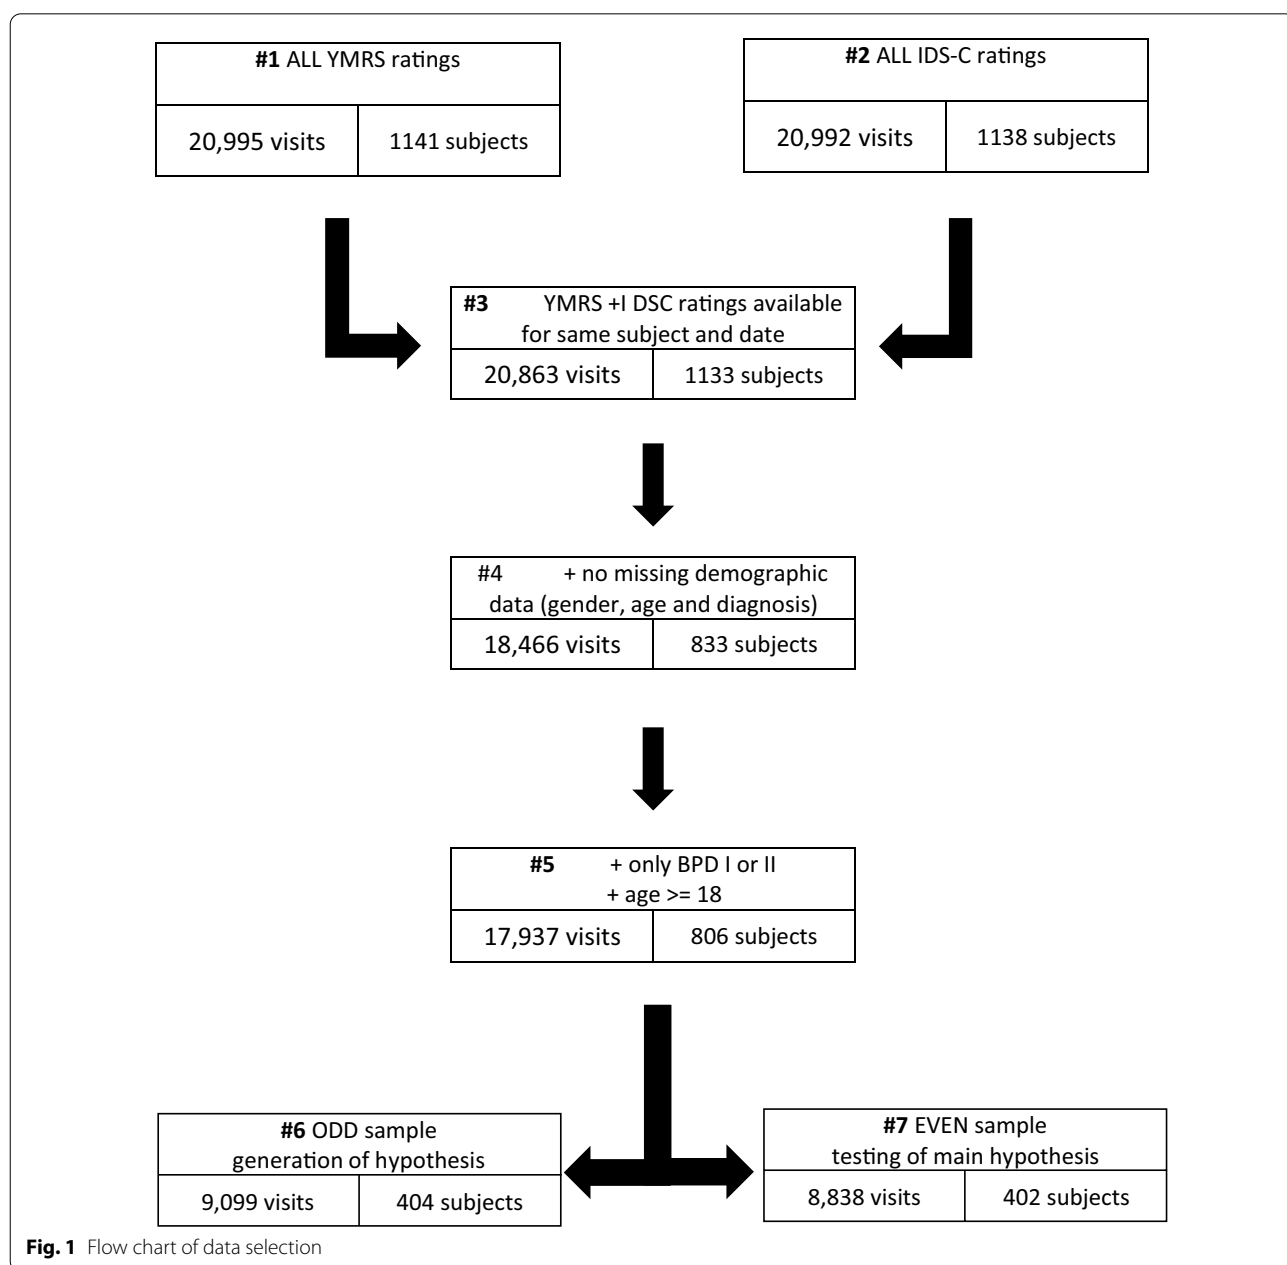 #1 ALL YMRS ratings
20,995 visits
1141 subjects
#2 ALL IDS-C ratings
20,992 visits
1138 subjects
#3 YMRS +I DSC ratings available
for same subject and date
20,863 visits
1133 subjects
#4 + no missing demographic
data (gender, age and diagnosis)
18,466 visits
833 subjects
#5 + only BPD I or II
+ age >= 18
17,937 visits
806 subjects
#6 ODD sample
generation of hypothesis
9,099 visits
404 subjects
#7 EVEN sample
testing of main hypothesis
8,838 visits
402 subjects
Fig. 1 Flow chart of data selection